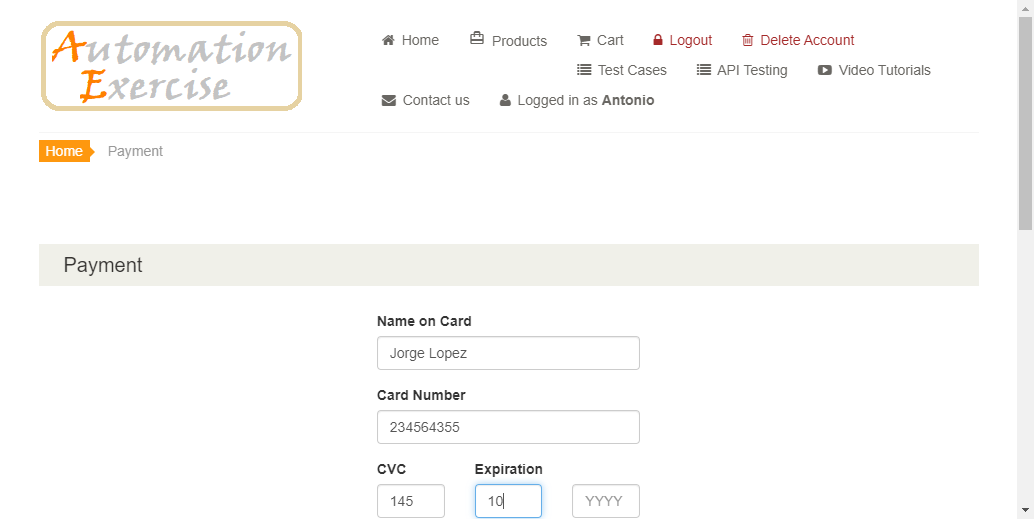 Automation
Exercise
Home Products Cart Logout Delete Account
Test Cases API Testing Video Tutorials
Contact us Logged in as Antonio
Home Payment
Payment
Name on Card
Jorge Lopez
Card Number
234564355
CVC Expiration
145 10 YYYY